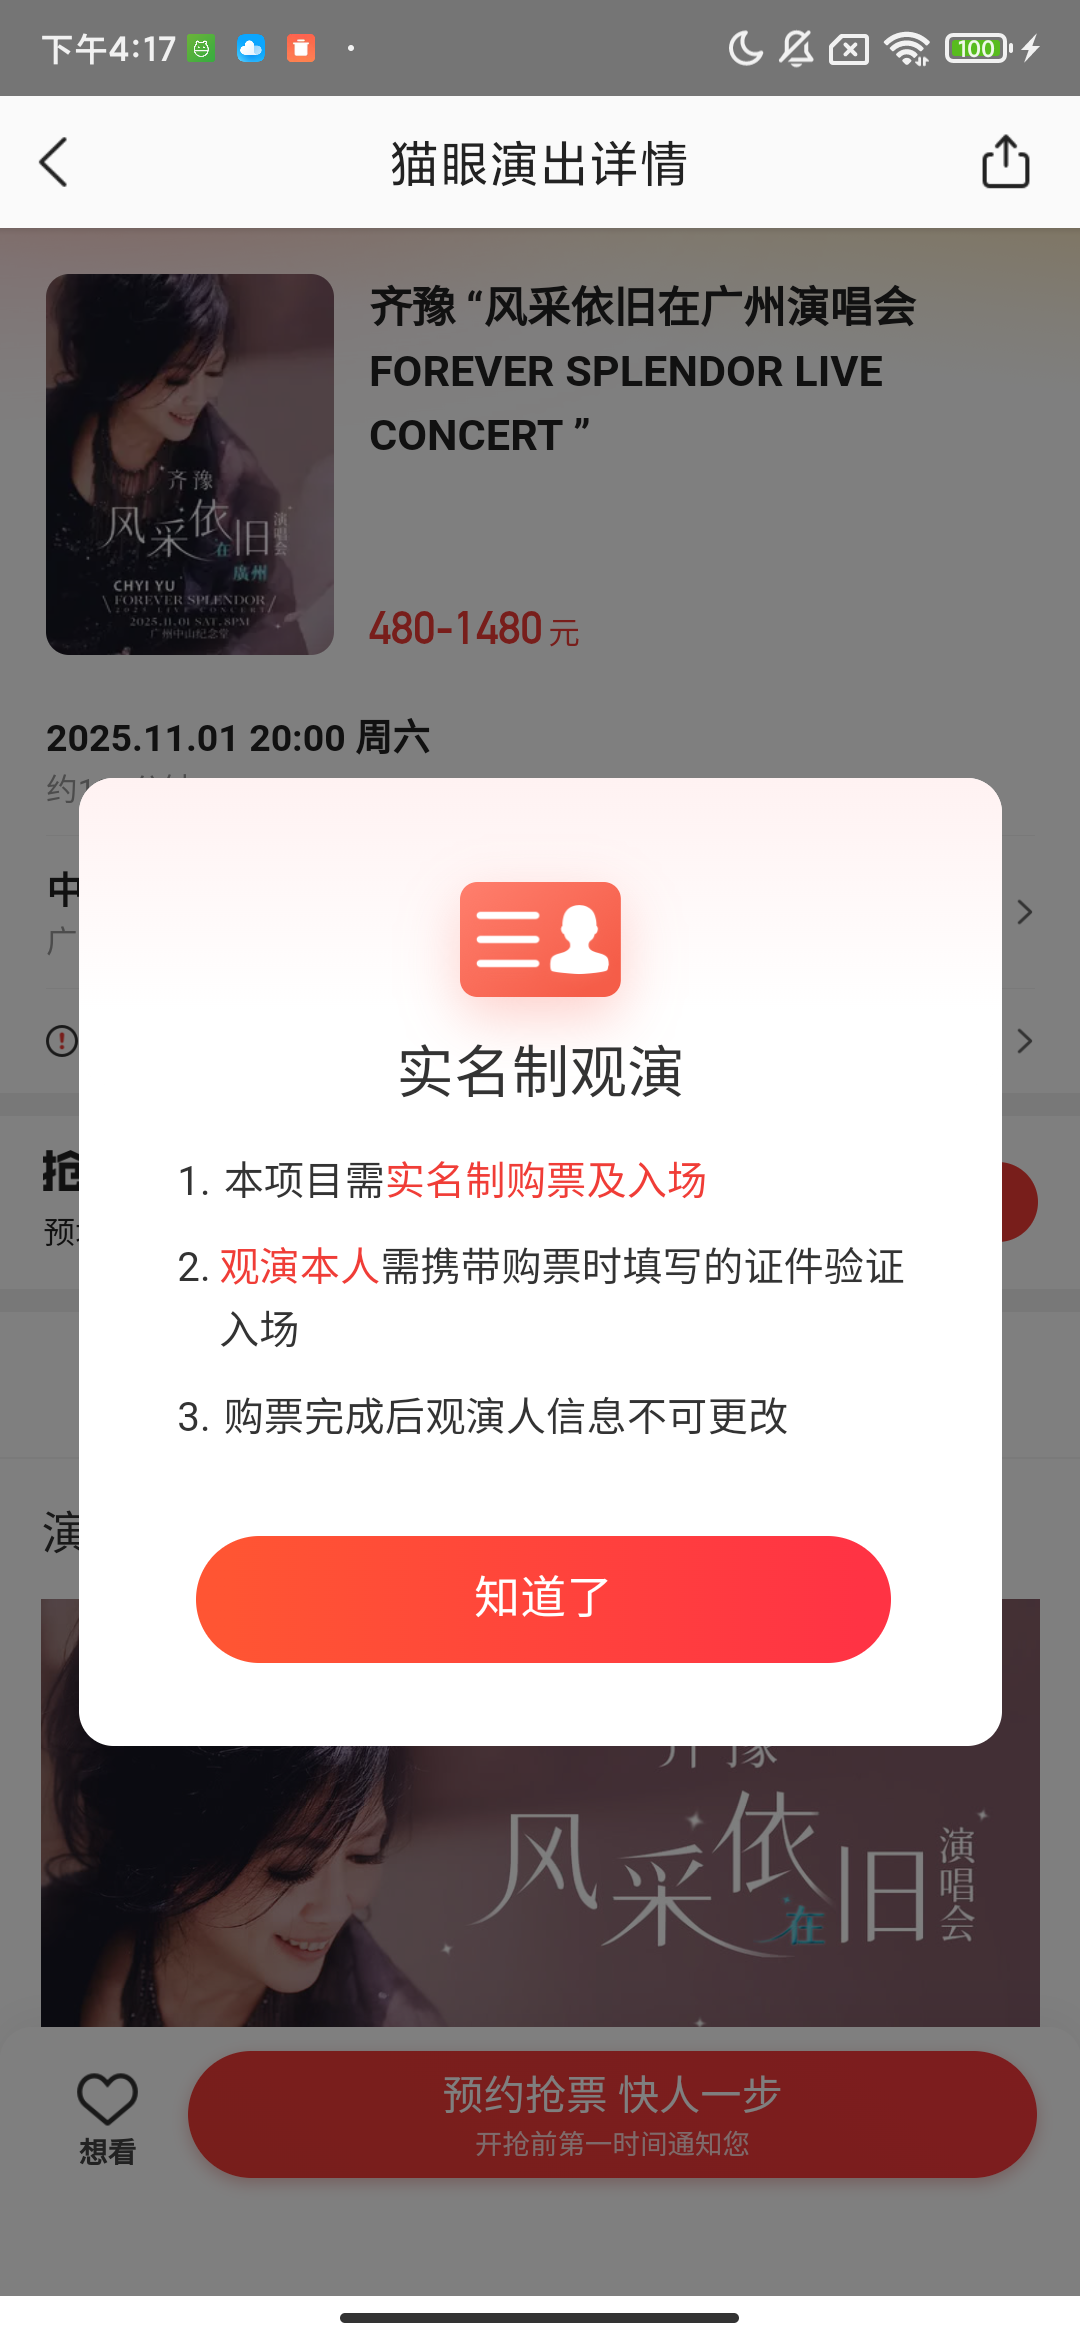 下午4:17
100
猫眼演出详情
齐豫 “风采依旧在广州演唱会
FOREVER SPLENDOR LIVE
CONCERT ”
齐豫
风采依旧
在
廣州
演唱会
CHYI YU
FOREVER SPLENDOR
2025 LIVE CONCERT
2025.11.01 SAT. 8PM
广州中山纪念堂
480-1480 元
2025.11.01 20:00 周六
约1
中
广
抢
预
实名制观演
1. 本项目需实名制购票及入场
2. 观演本人需携带购票时填写的证件验证
入场
3. 购票完成后观演人信息不可更改
知道了
演
齐豫
风采依旧
在
演唱会
想看
预约抢票 快人一步
开抢前第一时间通知您